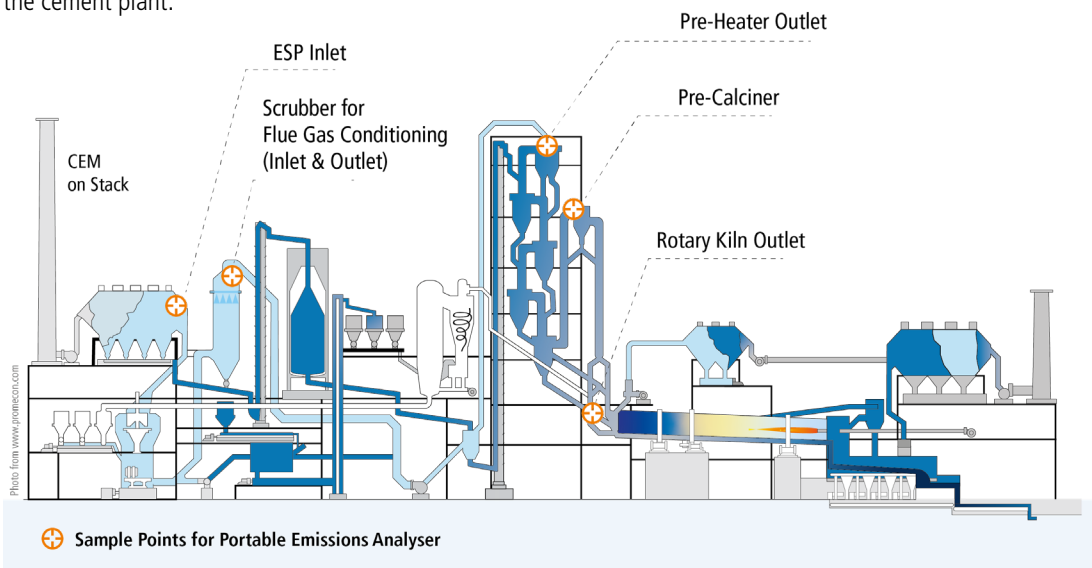 the cement plant.
Pre-Heater Outlet
ESP Inlet
Pre-Calciner
Scrubber for
Flue Gas Conditioning
(Inlet & Outlet)
CEM
on Stack
Rotary Kiln Outlet
Photo from www.promecon.com
Sample Points for Portable Emissions Analyser